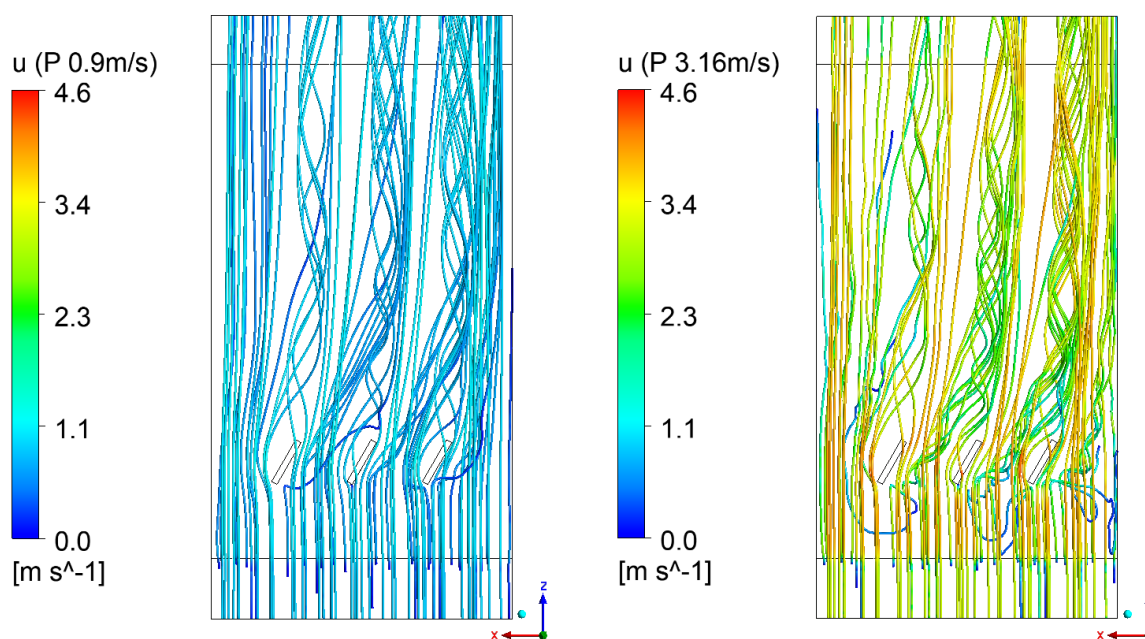 u (P 0.9m/s)
4.6
3.4
2.3
1.1
0.0
[m s^-1]
z
x
u (P 3.16m/s)
4.6
3.4
2.3
1.1
0.0
[m s^-1]
x